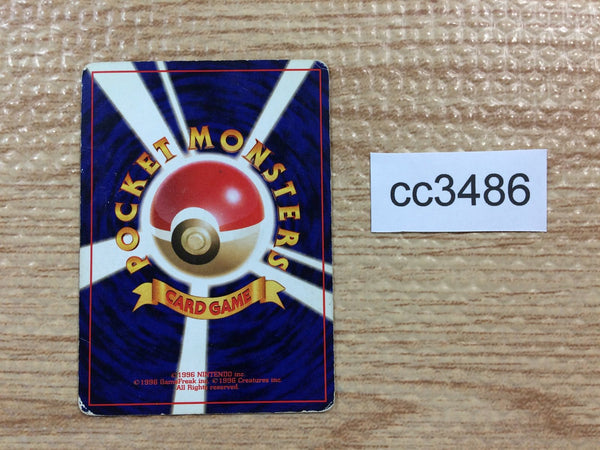 POCKET MONSTERS
CARD GAME
©1996 NINTENDO inc.
©1996 GameFreak inc. ©1996 Creatures inc.
All Rights reserved.
cc3486